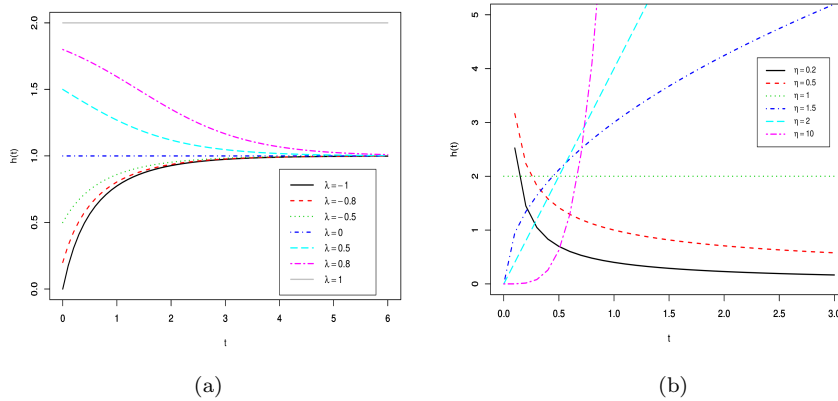 2.0
1.5
1.0
0.5
0.0
h(t)
0 1 2 3 4 5 6
t
λ = −1
λ = −0.8
λ = −0.5
λ = 0
λ = 0.5
λ = 0.8
λ = 1
(a)
5
4
3
2
1
0
h(t)
0.0 0.5 1.0 1.5 2.0 2.5 3.0
t
η = 0.2
η = 0.5
η = 1
η = 1.5
η = 2
η = 10
(b)